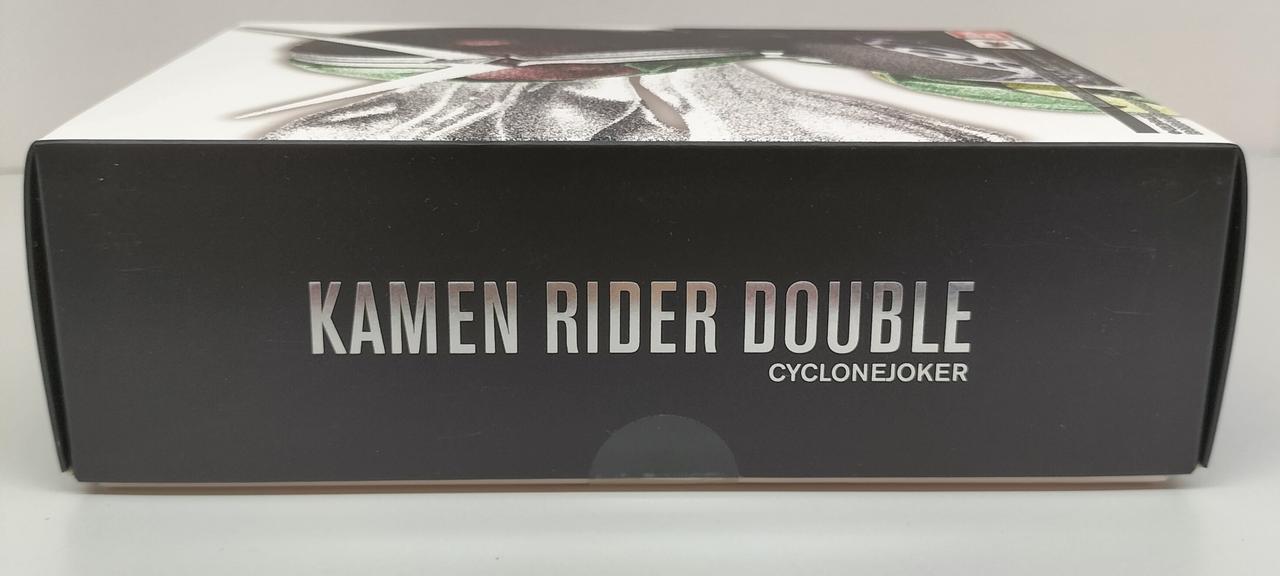 KAMEN RIDER DOUBLE
CYCLONEJOKER